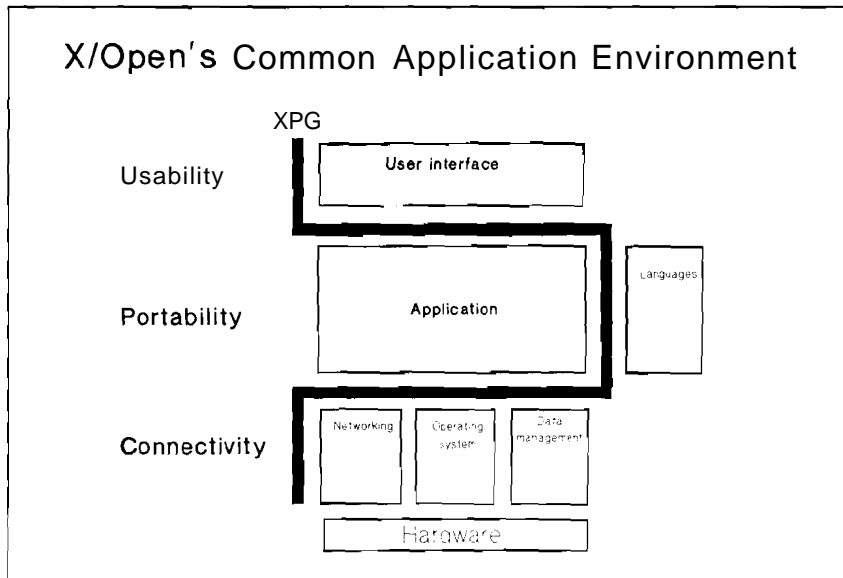 X/Open's Common Application Environment
XPG
Usability
User interface
Portability
Application
Languages
Connectivity
Networking
Operating
system
Data
management
Hardware